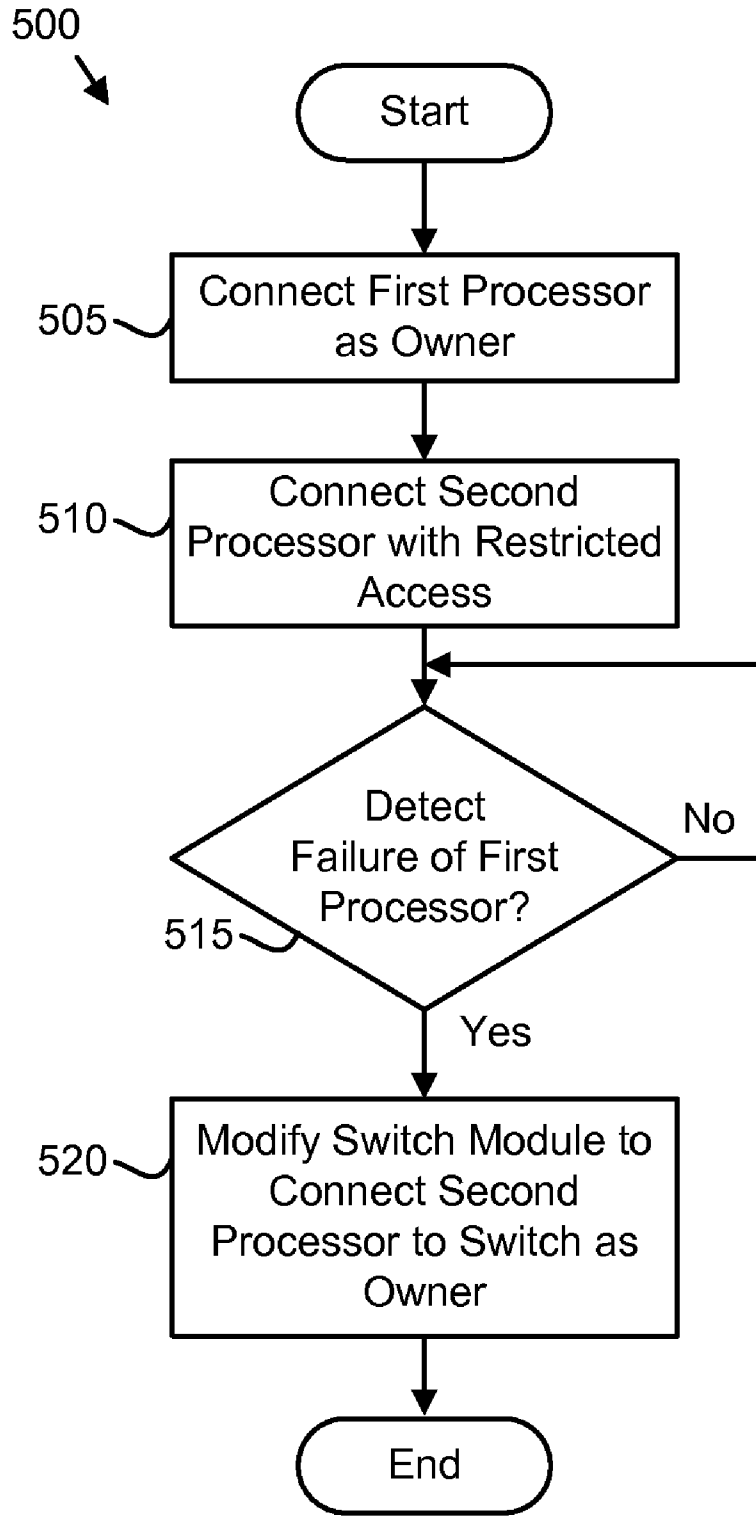 500
Start
505
Connect First Processor
as Owner
510
Connect Second
Processor with Restricted
Access
Detect
Failure of First
Processor?
No
515
Yes
520
Modify Switch Module to
Connect Second
Processor to Switch as
Owner
End